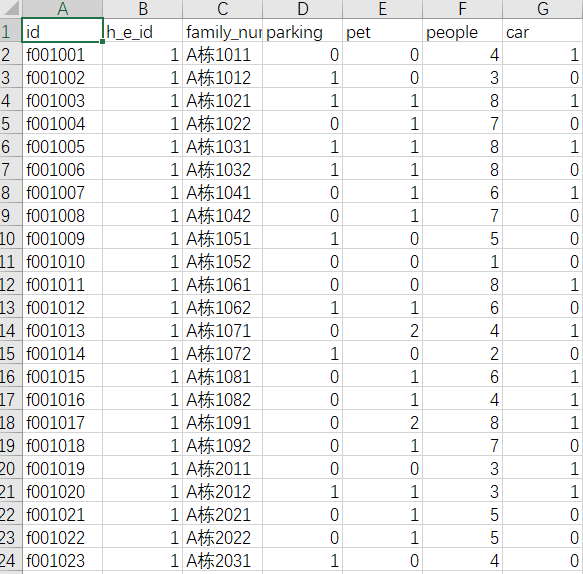 A B C D E F G
1 id h_e_id family_nu parking pet people car
2 f001001 1 A栋1011 0 0 4 1
3 f001002 1 A栋1012 1 0 3 0
4 f001003 1 A栋1021 1 1 8 1
5 f001004 1 A栋1022 0 1 7 0
6 f001005 1 A栋1031 1 1 8 1
7 f001006 1 A栋1032 1 1 8 0
8 f001007 1 A栋1041 0 1 6 1
9 f001008 1 A栋1042 0 1 7 0
10 f001009 1 A栋1051 1 0 5 0
11 f001010 1 A栋1052 0 0 1 0
12 f001011 1 A栋1061 0 0 8 1
13 f001012 1 A栋1062 1 1 6 0
14 f001013 1 A栋1071 0 2 4 1
15 f001014 1 A栋1072 1 0 2 0
16 f001015 1 A栋1081 0 1 6 1
17 f001016 1 A栋1082 0 1 4 1
18 f001017 1 A栋1091 0 2 8 1
19 f001018 1 A栋1092 0 1 7 0
20 f001019 1 A栋2011 0 0 3 1
21 f001020 1 A栋2012 1 1 3 1
22 f001021 1 A栋2021 0 1 5 0
23 f001022 1 A栋2022 0 1 5 0
24 f001023 1 A栋2031 1 0 4 0